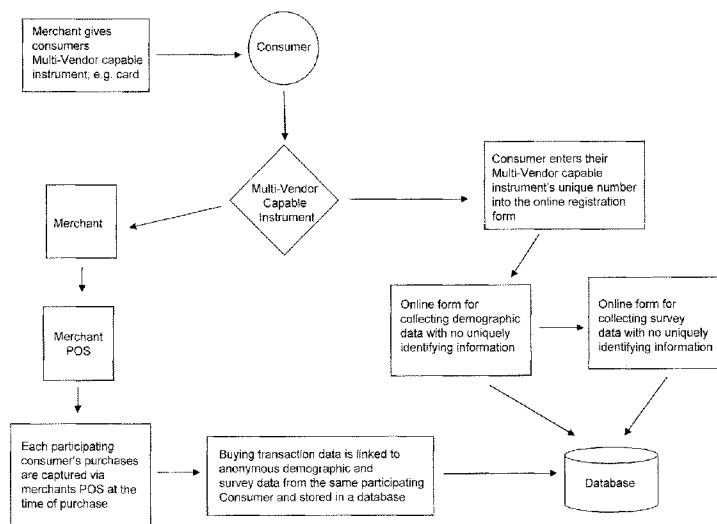 Merchant gives
consumers
Multi-Vendor capable
instrument; e.g. card
Consumer
Multi-Vendor
Capable
Instrument
Consumer enters their
Multi-Vendor capable
instrument's unique number
into the online registration
form
Merchant
Merchant
POS
Online form for
collecting demographic
data with no uniquely
identifying information
Online form for
collecting survey
data with no uniquely
identifying information
Each participating
consumer's purchases
are captured via
merchants POS at the
time of purchase
Buying transaction data is linked to
anonymous demographic and
survey data from the same participating
Consumer and stored in a database
Database